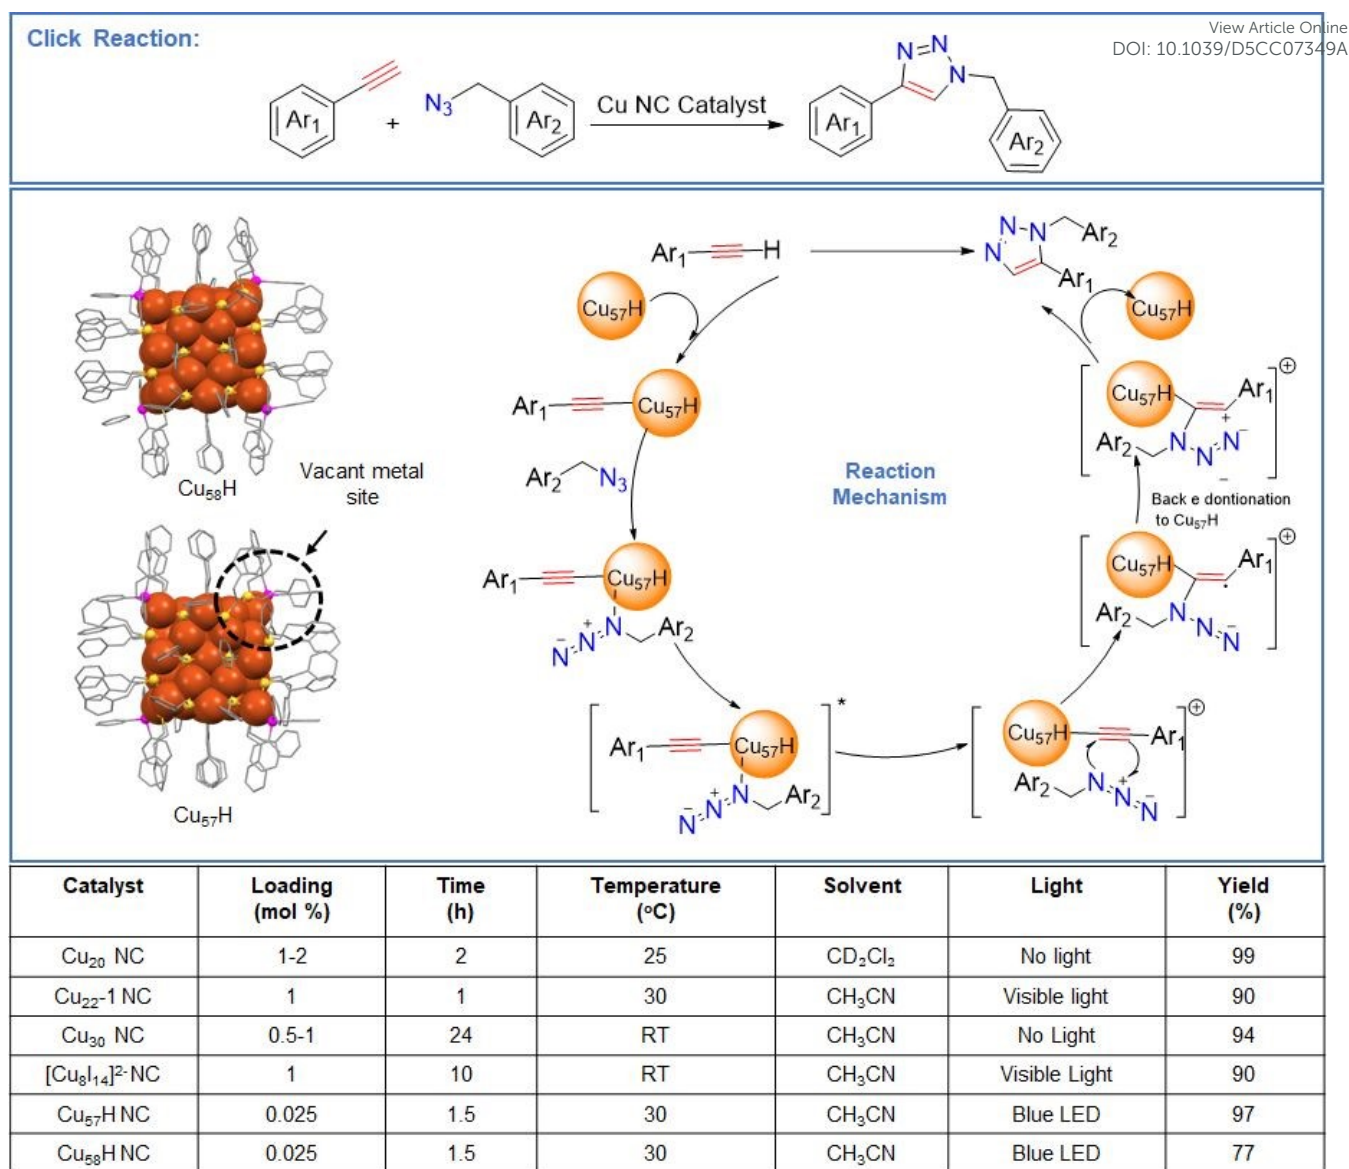 View Article Online
DOI: 10.1039/D5CC07349A
Click Reaction:
Ar₁
+
N₃
Ar₂
Cu NC Catalyst
N N
N
Ar₁
Ar₂
Cu₅₈H
Vacant metal
site
Cu₅₇H
Ar₁ H
Cu₅₇H
N N
N
Ar₂
Ar₁
Cu₅₇H
Ar₁ Cu₅₇H
Ar₂ N₃
Reaction
Mechanism
Ar₁ Cu₅₇H
N⁻ N⁺ N Ar₂
[Ar₁ Cu₅₇H
N⁻ N⁺ N Ar₂]*
[Cu₅₇H Ar₁
Ar₂ N N⁺ N⁻]⊕
[Cu₅₇H Ar₁
Ar₂ N N N⁻]⊕
Back e dontionation
to Cu₅₇H
[Cu₅₇H Ar₁
+
Ar₂ N N N⁻
−]⊕
Catalyst Loading (mol %) Time (h) Temperature (°C) Solvent Light Yield (%)
Cu₂₀ NC 1-2 2 25 CD₂Cl₂ No light 99
Cu₂₂-1 NC 1 1 30 CH₃CN Visible light 90
Cu₃₀ NC 0.5-1 24 RT CH₃CN No Light 94
[Cu₈I₁₄]²⁻ NC 1 10 RT CH₃CN Visible Light 90
Cu₅₇H NC 0.025 1.5 30 CH₃CN Blue LED 97
Cu₅₈H NC 0.025 1.5 30 CH₃CN Blue LED 77